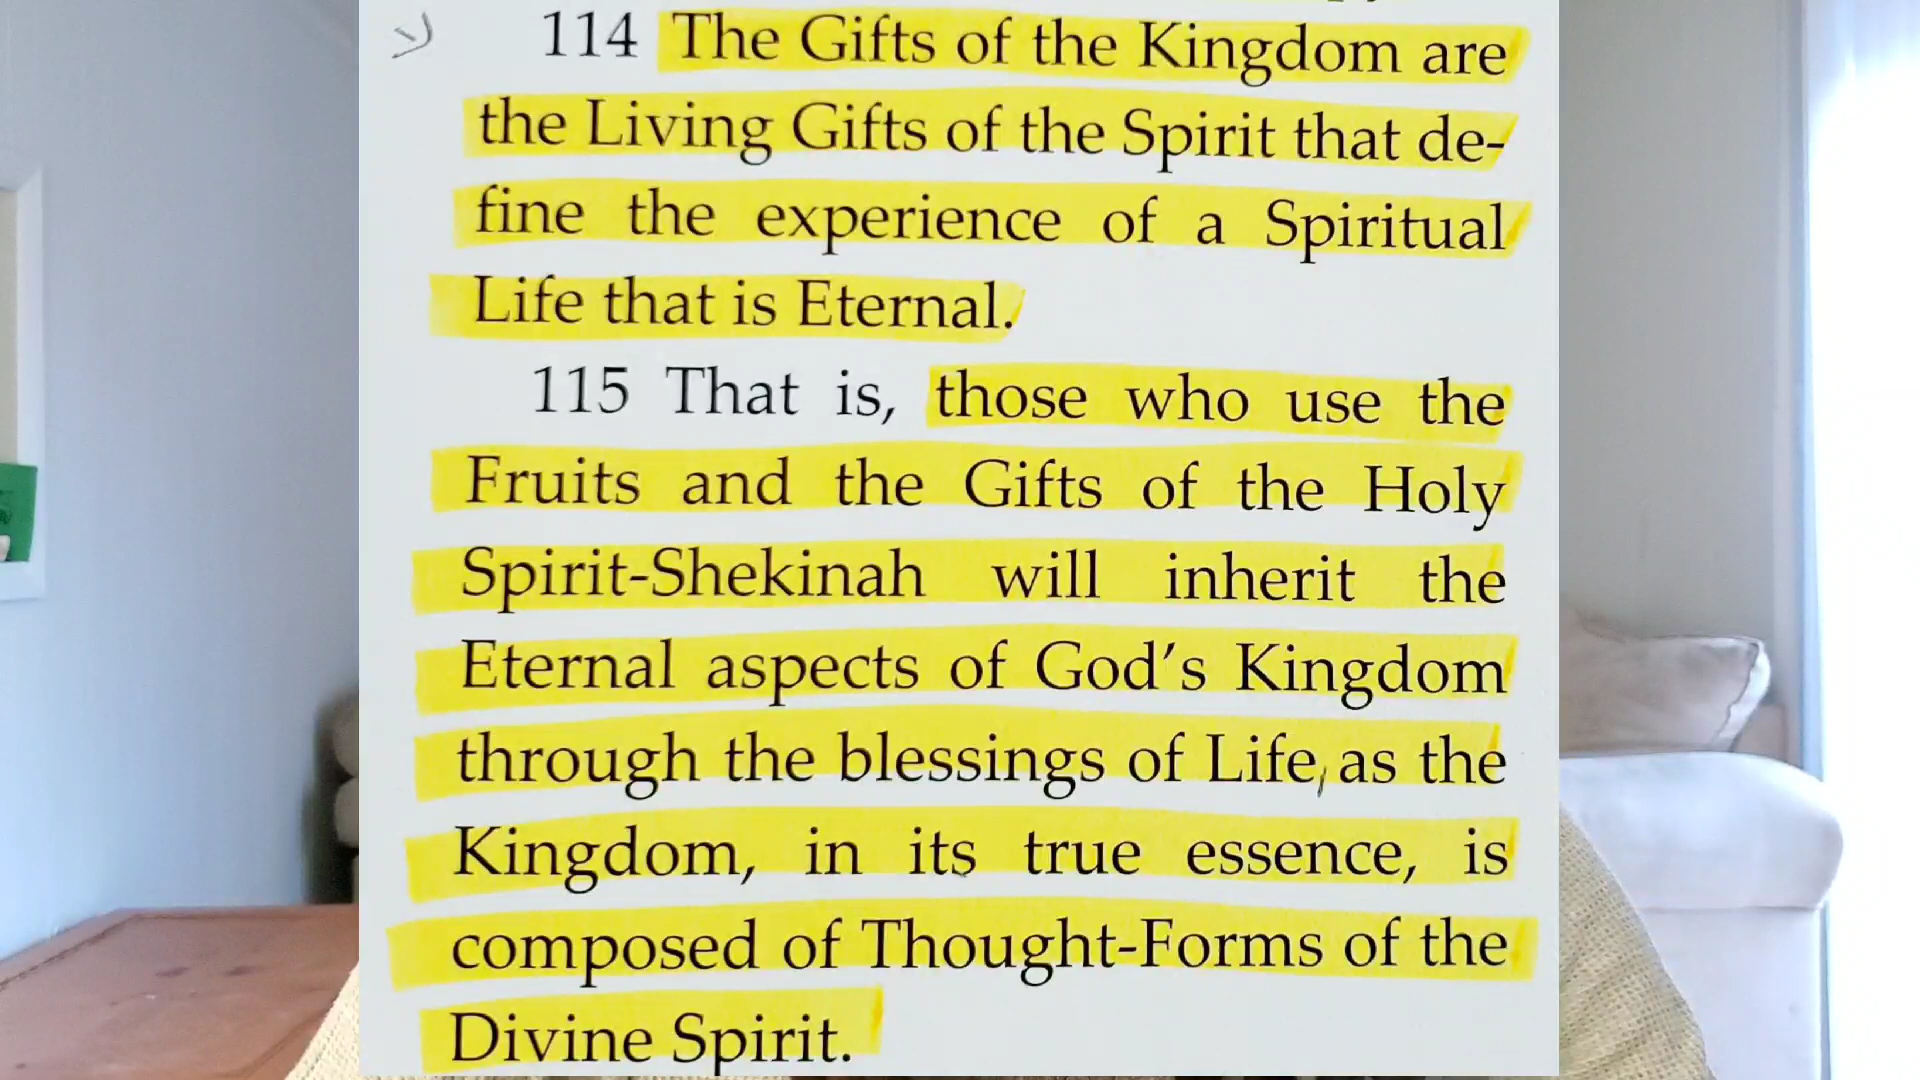 114 The Gifts of the Kingdom are
the Living Gifts of the Spirit that de-
fine the experience of a Spiritual
Life that is Eternal.
115 That is, those who use the
Fruits and the Gifts of the Holy
Spirit-Shekinah will inherit the
Eternal aspects of God's Kingdom
through the blessings of Life, as the
Kingdom, in its true essence, is
composed of Thought-Forms of the
Divine Spirit.